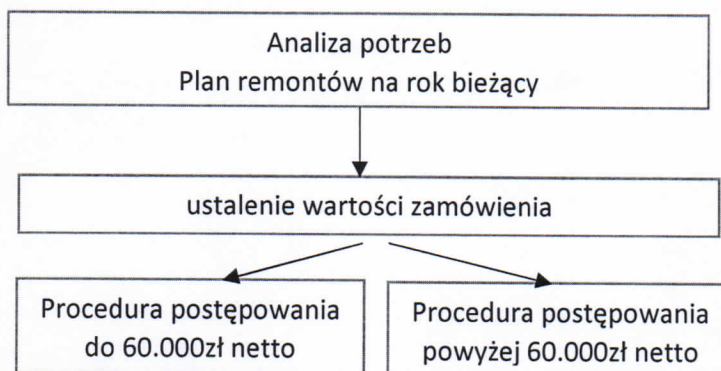 Analiza potrzeb
Plan remontów na rok bieżący
ustalenie wartości zamówienia
Procedura postępowania
do 60.000zł netto
Procedura postępowania
powyżej 60.000zł netto